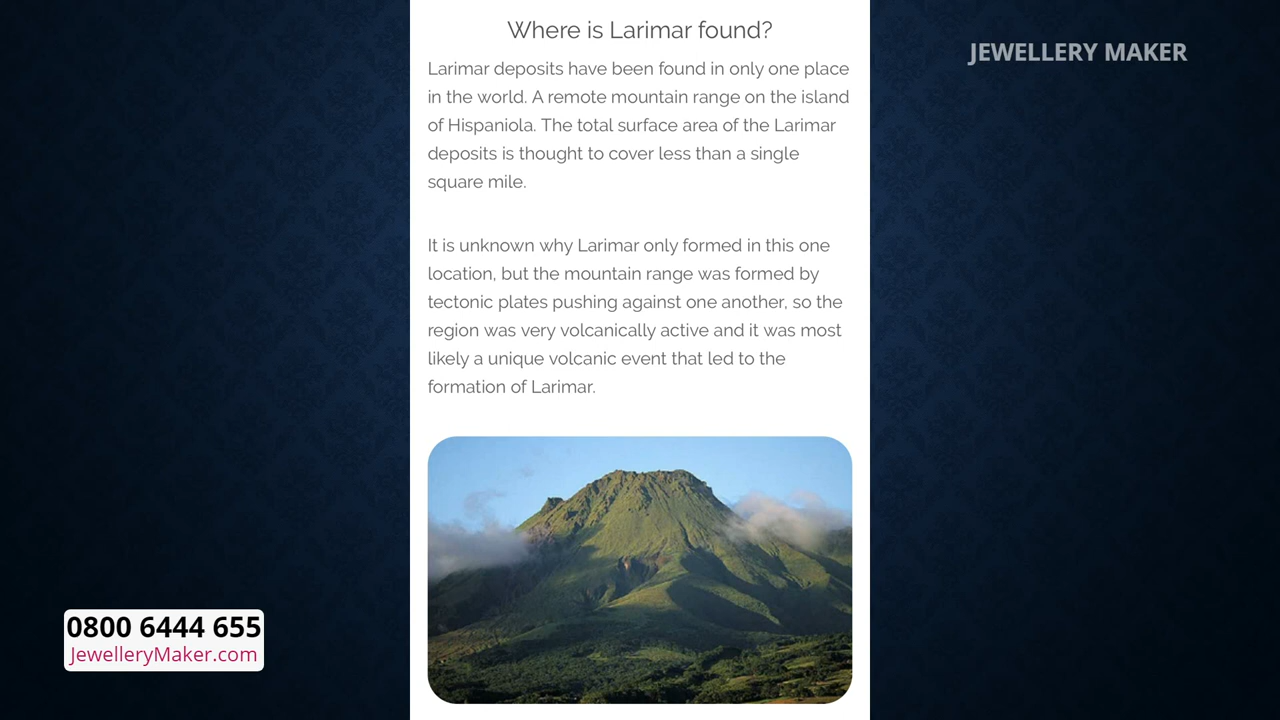 Where is Larimar found?
JEWELLERY MAKER
Larimar deposits have been found in only one place
in the world. A remote mountain range on the island
of Hispaniola. The total surface area of the Larimar
deposits is thought to cover less than a single
square mile.
It is unknown why Larimar only formed in this one
location, but the mountain range was formed by
tectonic plates pushing against one another, so the
region was very volcanically active and it was most
likely a unique volcanic event that led to the
formation of Larimar.
0800 6444 655
JewelleryMaker.com